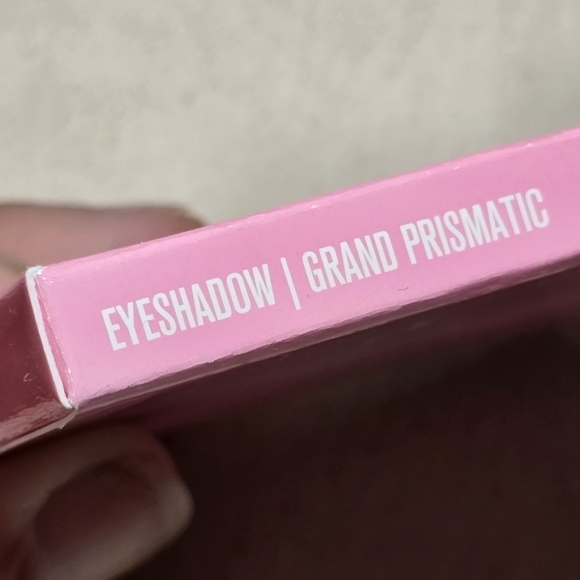 EYESHADOW | GRAND PRISMATIC